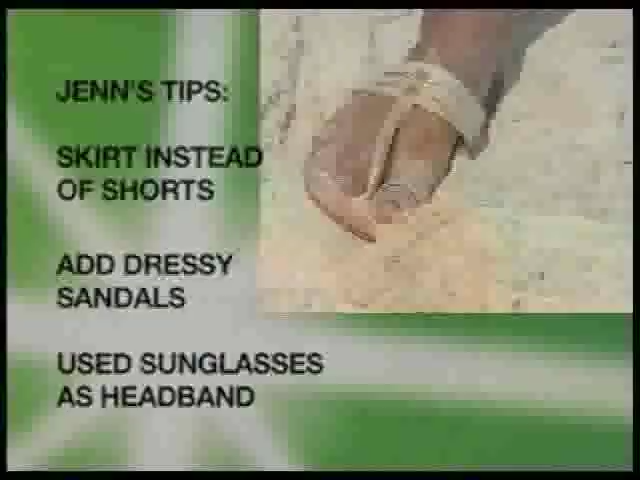 JENN'S TIPS:
SKIRT INSTEAD
OF SHORTS
ADD DRESSY
SANDALS
USED SUNGLASSES
AS HEADBAND